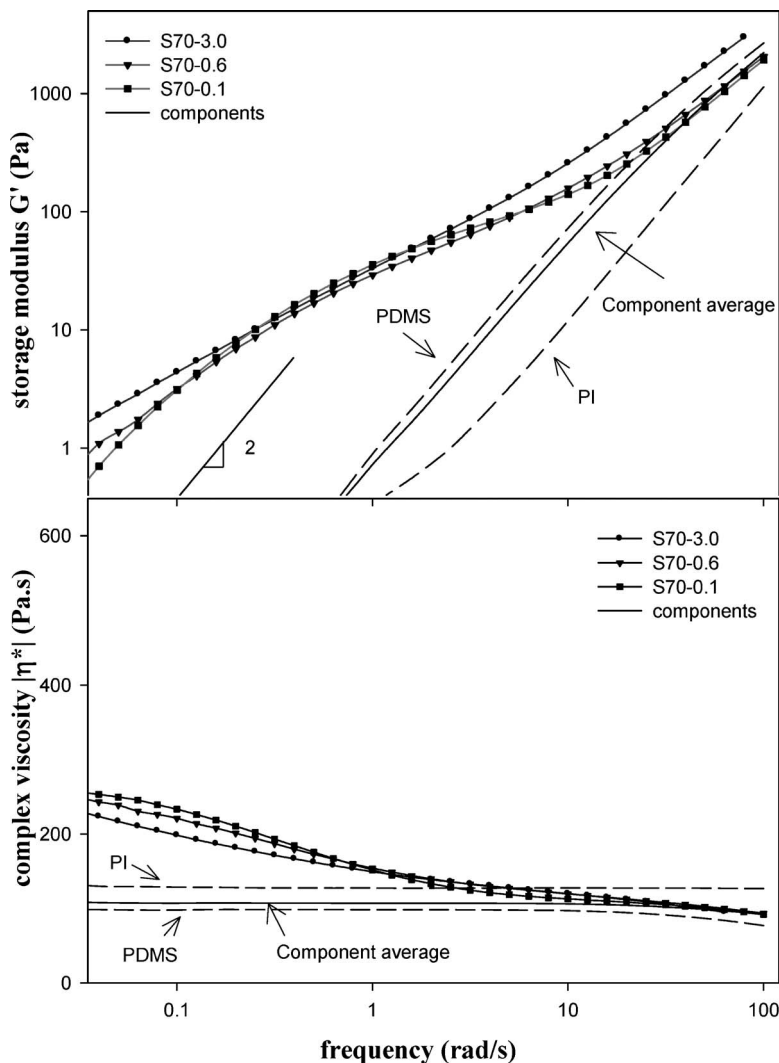 S70-3.0
S70-0.6
S70-0.1
components
storage modulus G' (Pa)
1000
100
10
1
PDMS
Component average
PI
2
complex viscosity |η*| (Pa.s)
600
400
200
0
S70-3.0
S70-0.6
S70-0.1
components
PI
PDMS
Component average
0.1
1
10
100
frequency (rad/s)